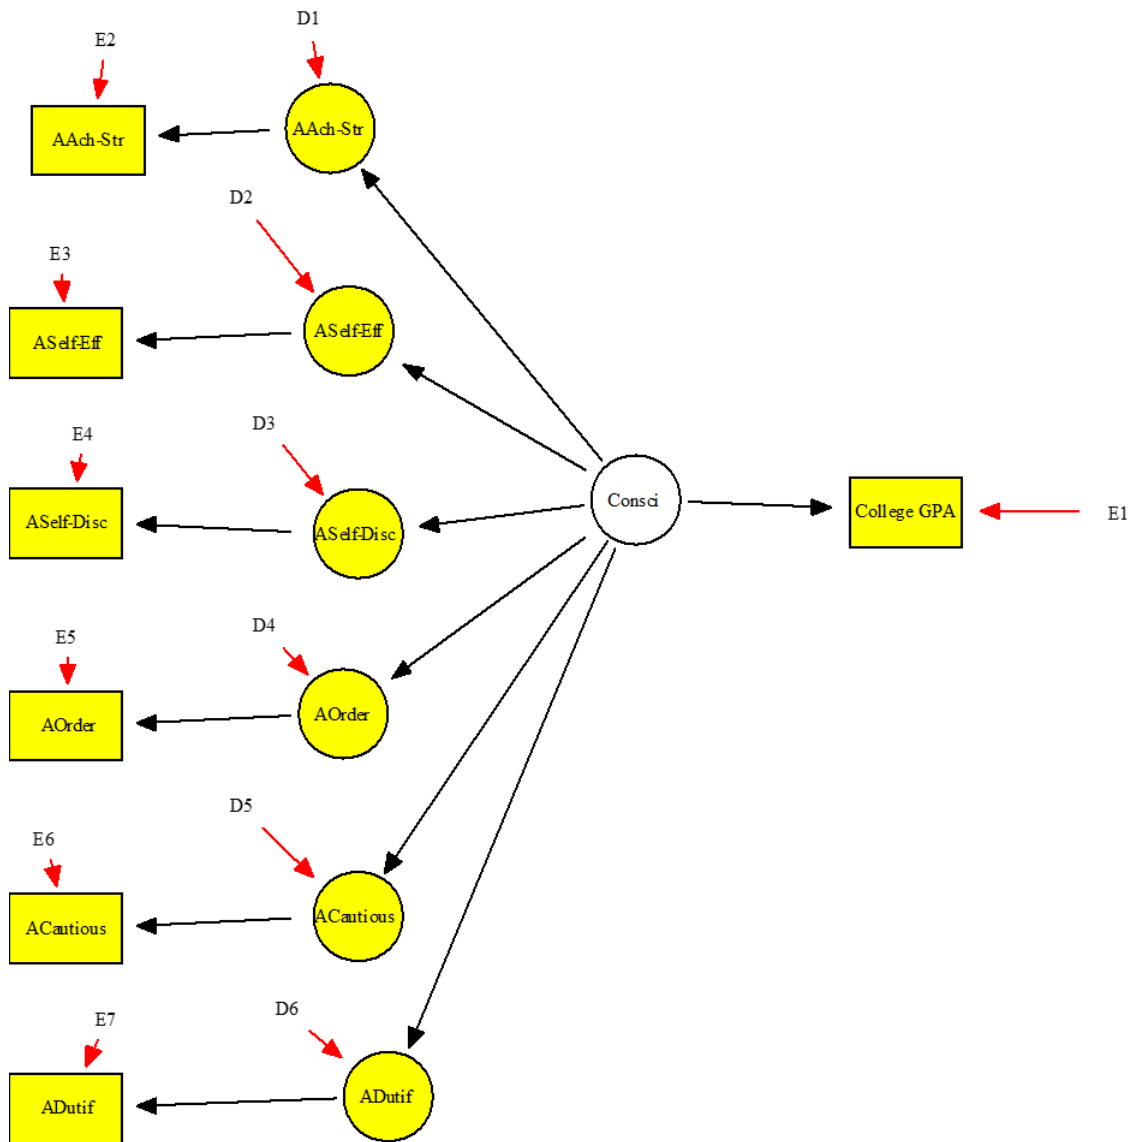 D1
E2
AAch-Str
AAch-Str
D2
E3
ASelf-Eff
ASelf-Eff
D3
E4
ASelf-Disc
ASelf-Disc
Consci
College GPA
E1
D4
E5
AOrder
AOrder
D5
E6
ACautious
ACautious
D6
E7
ADutif
ADutif